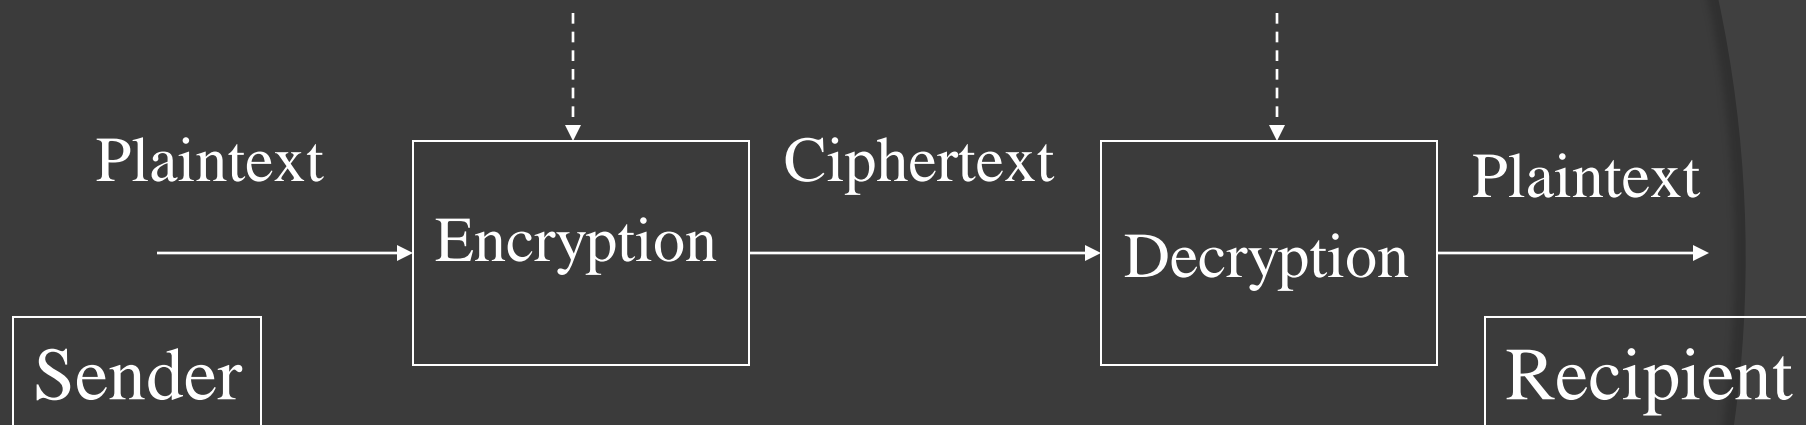 Plaintext
Ciphertext
Plaintext
Encryption
Decryption
Sender
Recipient